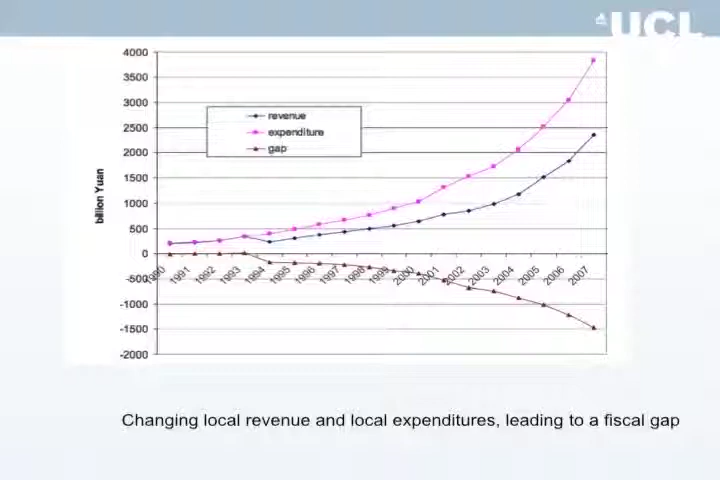 UCL
4000
3500
3000
2500
2000
1500
1000
500
0
-500
-1000
-1500
-2000
billion Yuan
revenue
expenditure
gap
1990 1991 1992 1993 1994 1995 1996 1997 1998 1999 2000 2001 2002 2003 2004 2005 2006 2007
Changing local revenue and local expenditures, leading to a fiscal gap